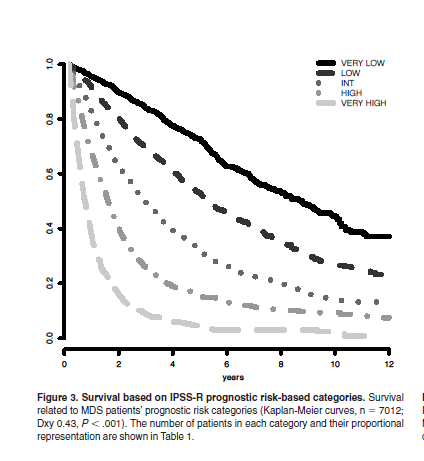 VERY LOW
LOW
INT
HIGH
VERY HIGH
1.0
0.8
0.6
0.4
0.2
0.0
0 2 4 6 8 10 12
years
Figure 3. Survival based on IPSS-R prognostic risk-based categories. Survival
related to MDS patients' prognostic risk categories (Kaplan-Meier curves, n = 7012;
Dxy 0.43, P < .001). The number of patients in each category and their proportional
representation are shown in Table 1.